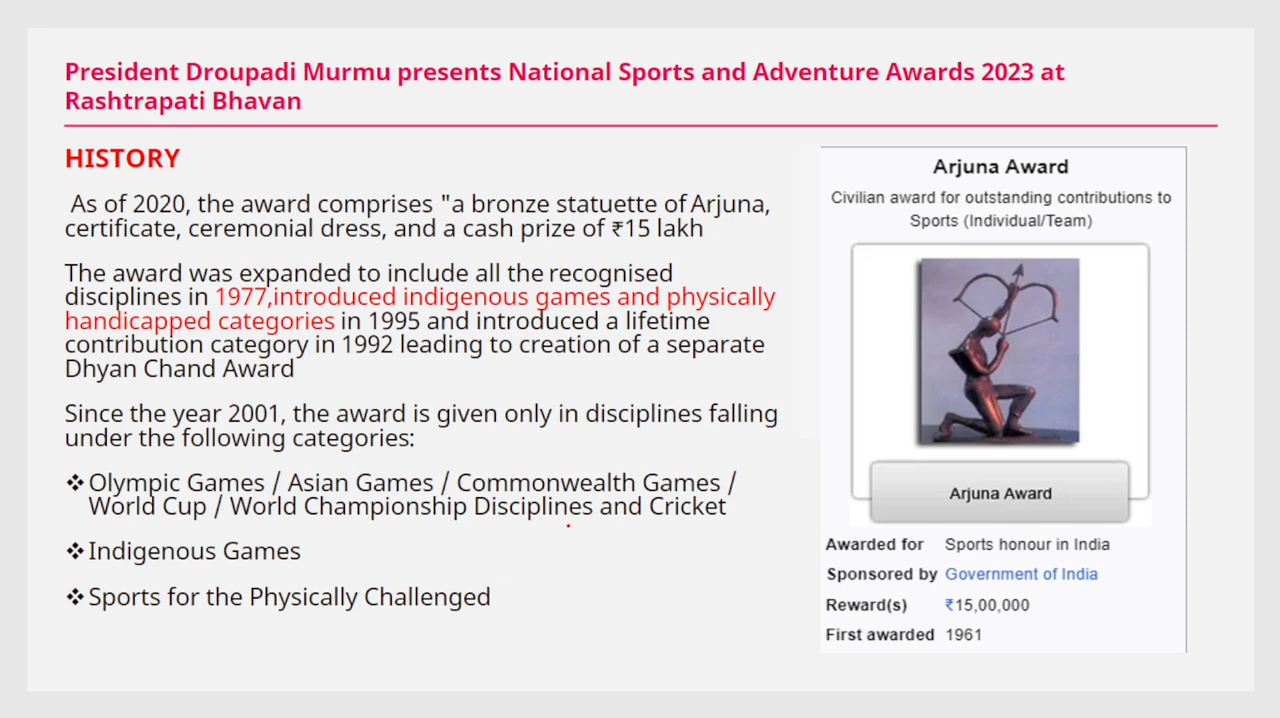 President Droupadi Murmu presents National Sports and Adventure Awards 2023 at
Rashtrapati Bhavan
HISTORY
As of 2020, the award comprises "a bronze statuette of Arjuna,
certificate, ceremonial dress, and a cash prize of ₹15 lakh
The award was expanded to include all the recognised
disciplines in 1977,introduced indigenous games and physically
handicapped categories in 1995 and introduced a lifetime
contribution category in 1992 leading to creation of a separate
Dhyan Chand Award
Since the year 2001, the award is given only in disciplines falling
under the following categories:
❖Olympic Games / Asian Games / Commonwealth Games /
World Cup / World Championship Disciplines and Cricket
❖Indigenous Games
❖Sports for the Physically Challenged
Arjuna Award
Civilian award for outstanding contributions to
Sports (Individual/Team)
Arjuna Award
Awarded for Sports honour in India
Sponsored by Government of India
Reward(s) ₹15,00,000
First awarded 1961